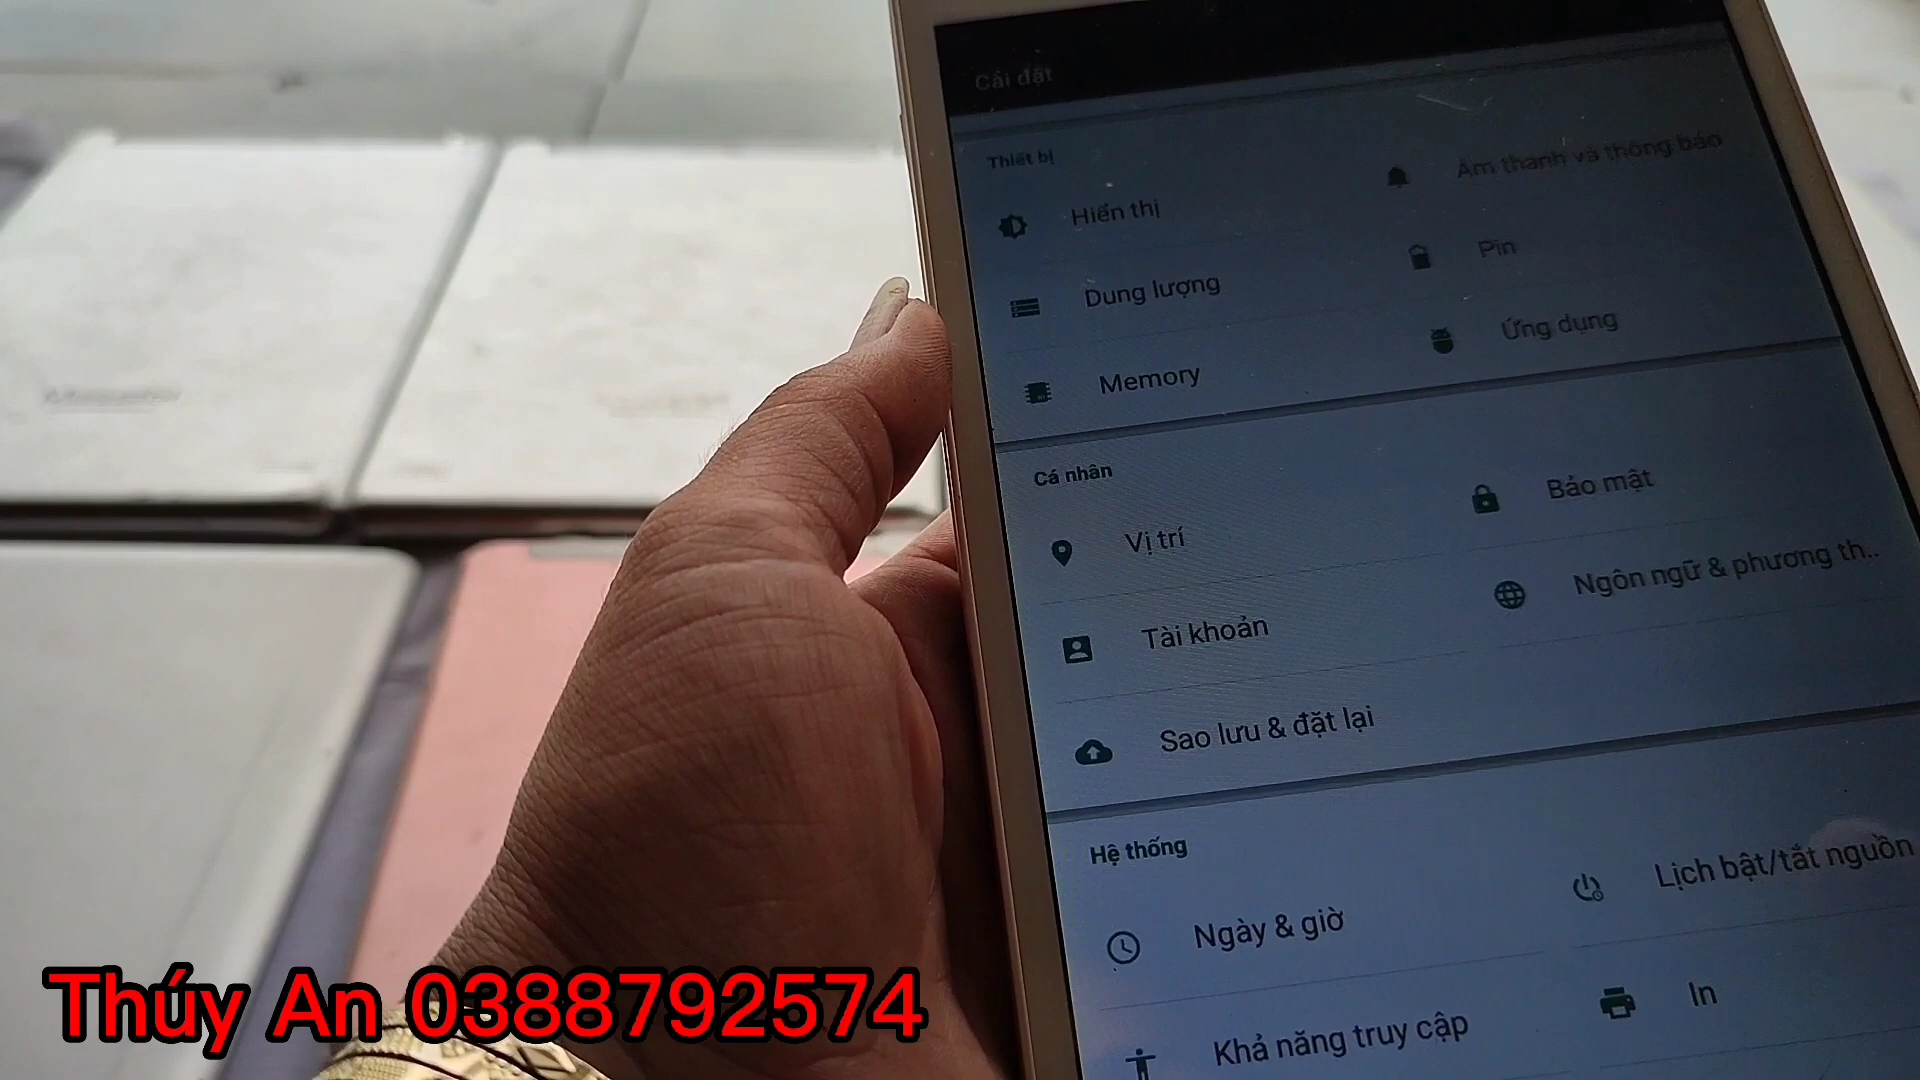 Cài đặt
Thiết bị
Hiển thị
Âm thanh và thông báo
Dung lượng
Pin
Memory
Ứng dụng
Cá nhân
Vị trí
Bảo mật
Tài khoản
Ngôn ngữ & phương th..
Sao lưu & đặt lại
Hệ thống
Ngày & giờ
Lịch bật/tắt nguồn
Khả năng truy cập
In
Thúy An 0388792574